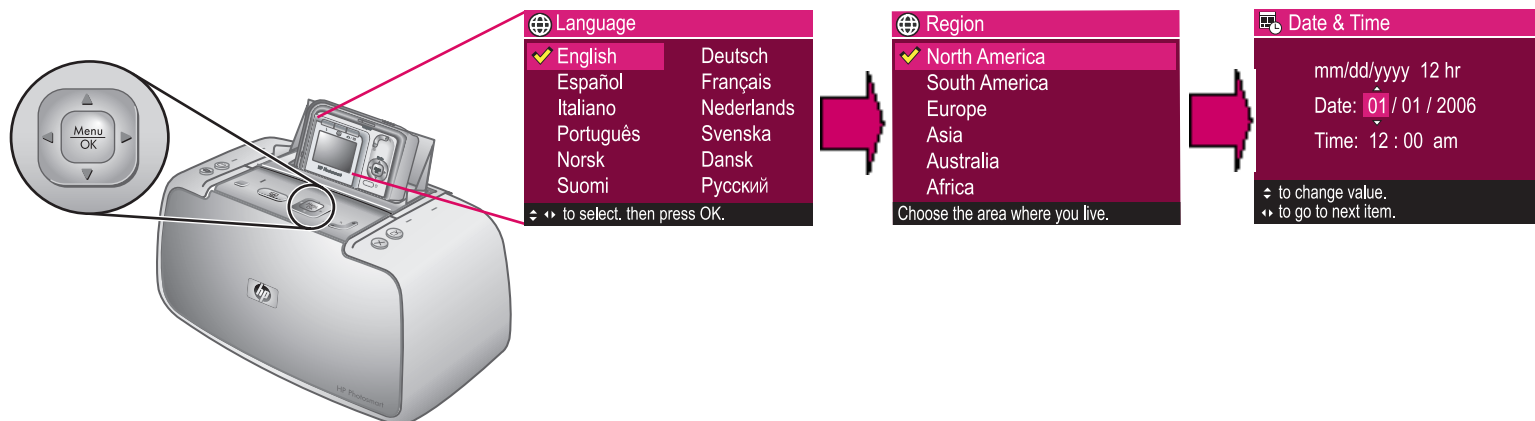 Menu
OK
HP Photosmart
hp
HP Photosmart
Language
English Deutsch
Español Français
Italiano Nederlands
Português Svenska
Norsk Dansk
Suomi Русский
to select. then press OK.
Region
North America
South America
Europe
Asia
Australia
Africa
Choose the area where you live.
Date & Time
mm/dd/yyyy 12 hr
Date: 01 / 01 / 2006
Time: 12 : 00 am
to change value.
to go to next item.